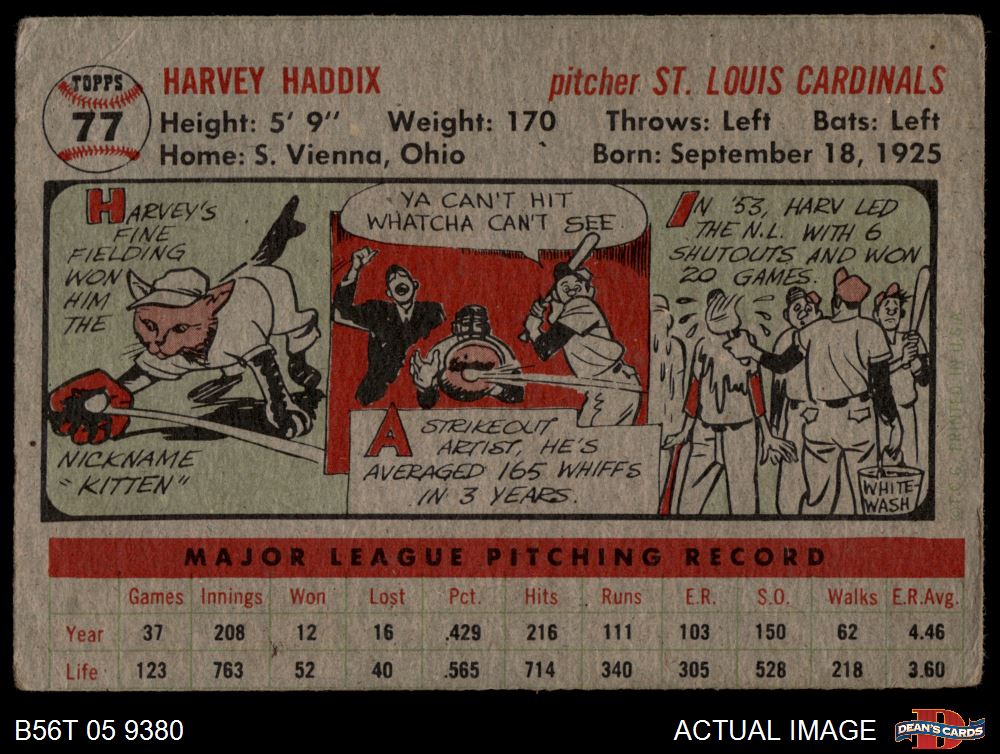 TOPPS
77
HARVEY HADDIX
pitcher ST. LOUIS CARDINALS
Height: 5' 9" Weight: 170 Throws: Left Bats: Left
Home: S. Vienna, Ohio Born: September 18, 1925
HARVEY'S
FINE
FIELDING
WON
HIM
THE
NICKNAME
"KITTEN"
YA CAN'T HIT
WHATCHA CAN'T SEE.
A STRIKEOUT
ARTIST, HE'S
AVERAGED 165 WHIFFS
IN 3 YEARS.
IN '53, HARV LED
THE N.L. WITH 6
SHUTOUTS AND WON
20 GAMES.
WHITE-
WASH
MAJOR LEAGUE PITCHING RECORD
Games Innings Won Lost Pct. Hits Runs E.R. S.O. Walks E.R.Avg.
Year 37 208 12 16 .429 216 111 103 150 62 4.46
Life 123 763 52 40 .565 714 340 305 528 218 3.60
B56T 05 9380
ACTUAL IMAGE
DEAN'S CARDS